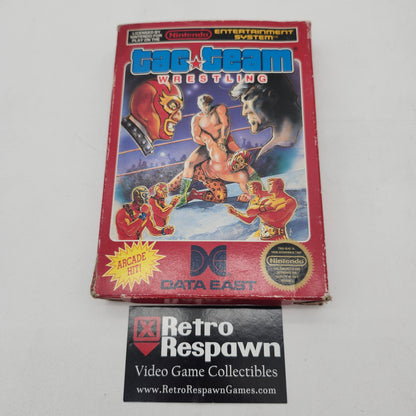 LICENSED BY
NINTENDO FOR
PLAY ON THE
Nintendo
ENTERTAINMENT
SYSTEM™
tag★team
WRESTLING
ARCADE
HIT!
DATA EAST
Nintendo
Retro
Respawn
Video Game Collectibles
www.RetroRespawnGames.com